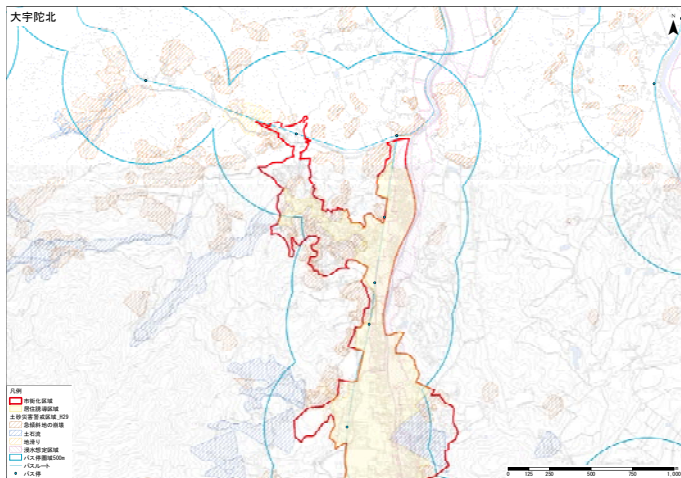 大宇陀北
N
凡例
市街化区域
居住誘導区域
土砂災害警戒区域_H29
急傾斜地の崩壊
土石流
地滑り
浸水想定区域
バス停圏域500m
バスルート
バス停
0 125 250 500 750 1,000